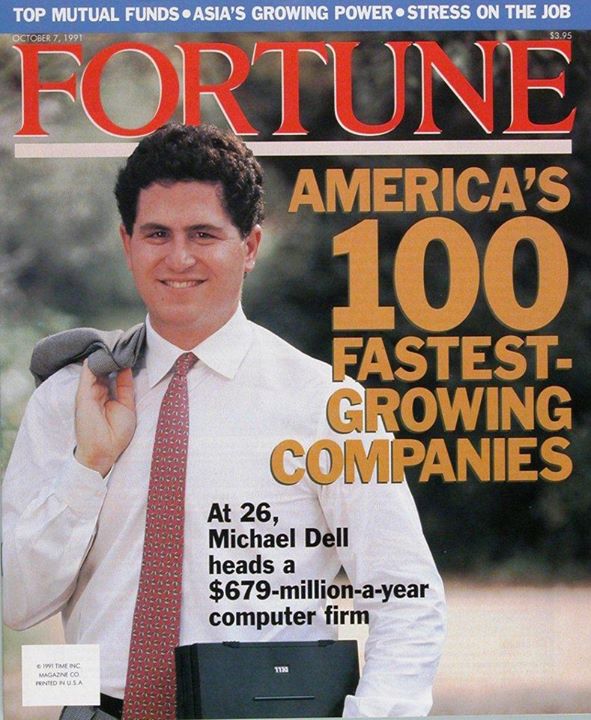 TOP MUTUAL FUNDS • ASIA'S GROWING POWER • STRESS ON THE JOB
OCTOBER 7, 1991
$3.95
FORTUNE
AMERICA'S
100
FASTEST-
GROWING
COMPANIES
At 26,
Michael Dell
heads a
$679-million-a-year
computer firm
© 1991 TIME INC.
MAGAZINE CO.
PRINTED IN U.S.A.